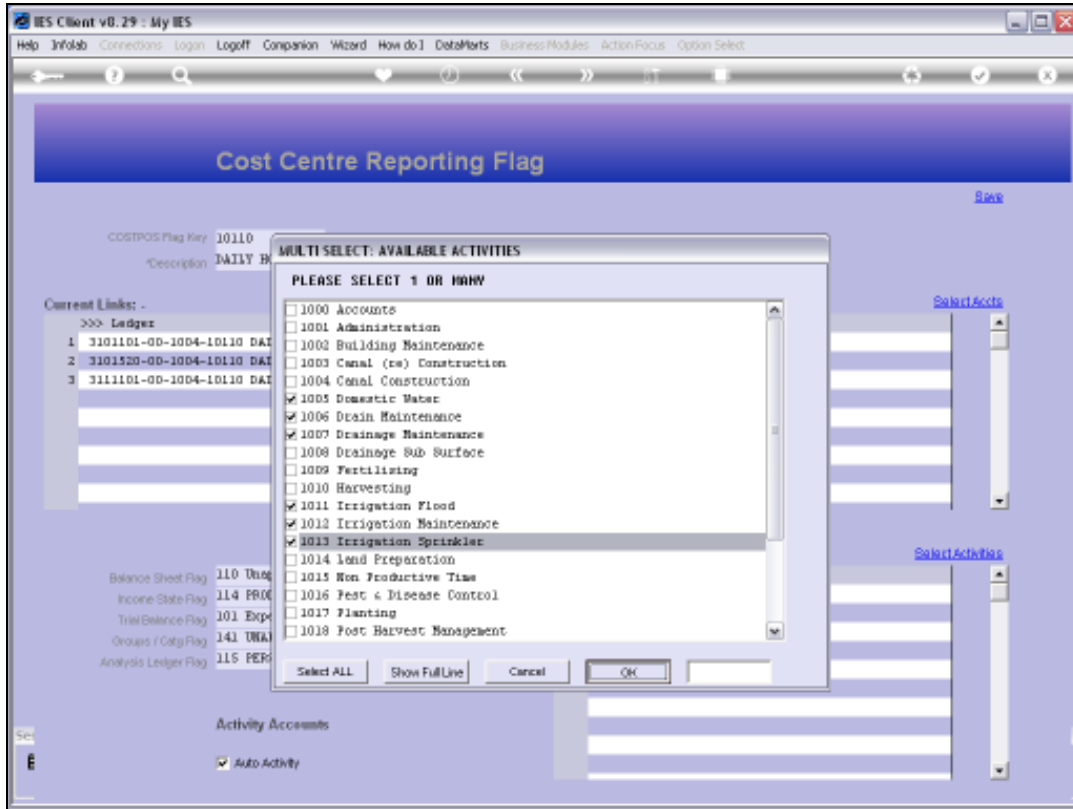 IES Client v8.29 : My IES
Help Infolab Connections Logon Logoff Companion Wizard How do I DataMarts Business Modules Action Focus Option Select
Cost Centre Reporting Flag
Save
COSTPOS Flag Key 10110
*Description DAILY
Current Links: -
Select Accts
>>> Ledger
1 3101101-00-1004-10110 DAI
2 3101520-00-1004-10110 DAI
3 3111101-00-1004-10110 DAI
MULTI SELECT: AVAILABLE ACTIVITIES
PLEASE SELECT 1 OR MANY
1000 Accounts
1001 Administration
1002 Building Maintenance
1003 Canal (re) Construction
1004 Canal Construction
1005 Domestic Water
1006 Drain Maintenance
1007 Drainage Maintenance
1008 Drainage Sub Surface
1009 Fertilizing
1010 Harvesting
1011 Irrigation Flood
1012 Irrigation Maintenance
1013 Irrigation Sprinkler
1014 Land Preparation
1015 Non Productive Time
1016 Pest & Disease Control
1017 Planting
1018 Post Harvest Management
Select ALL Show Full Line Cancel OK
Select Activities
Balance Sheet Flag 110
Income State Flag 114
Trial Balance Flag 101
Groups / Catg Flag 141
Analysis Ledger Flag 115
Activity Accounts
Auto Activity